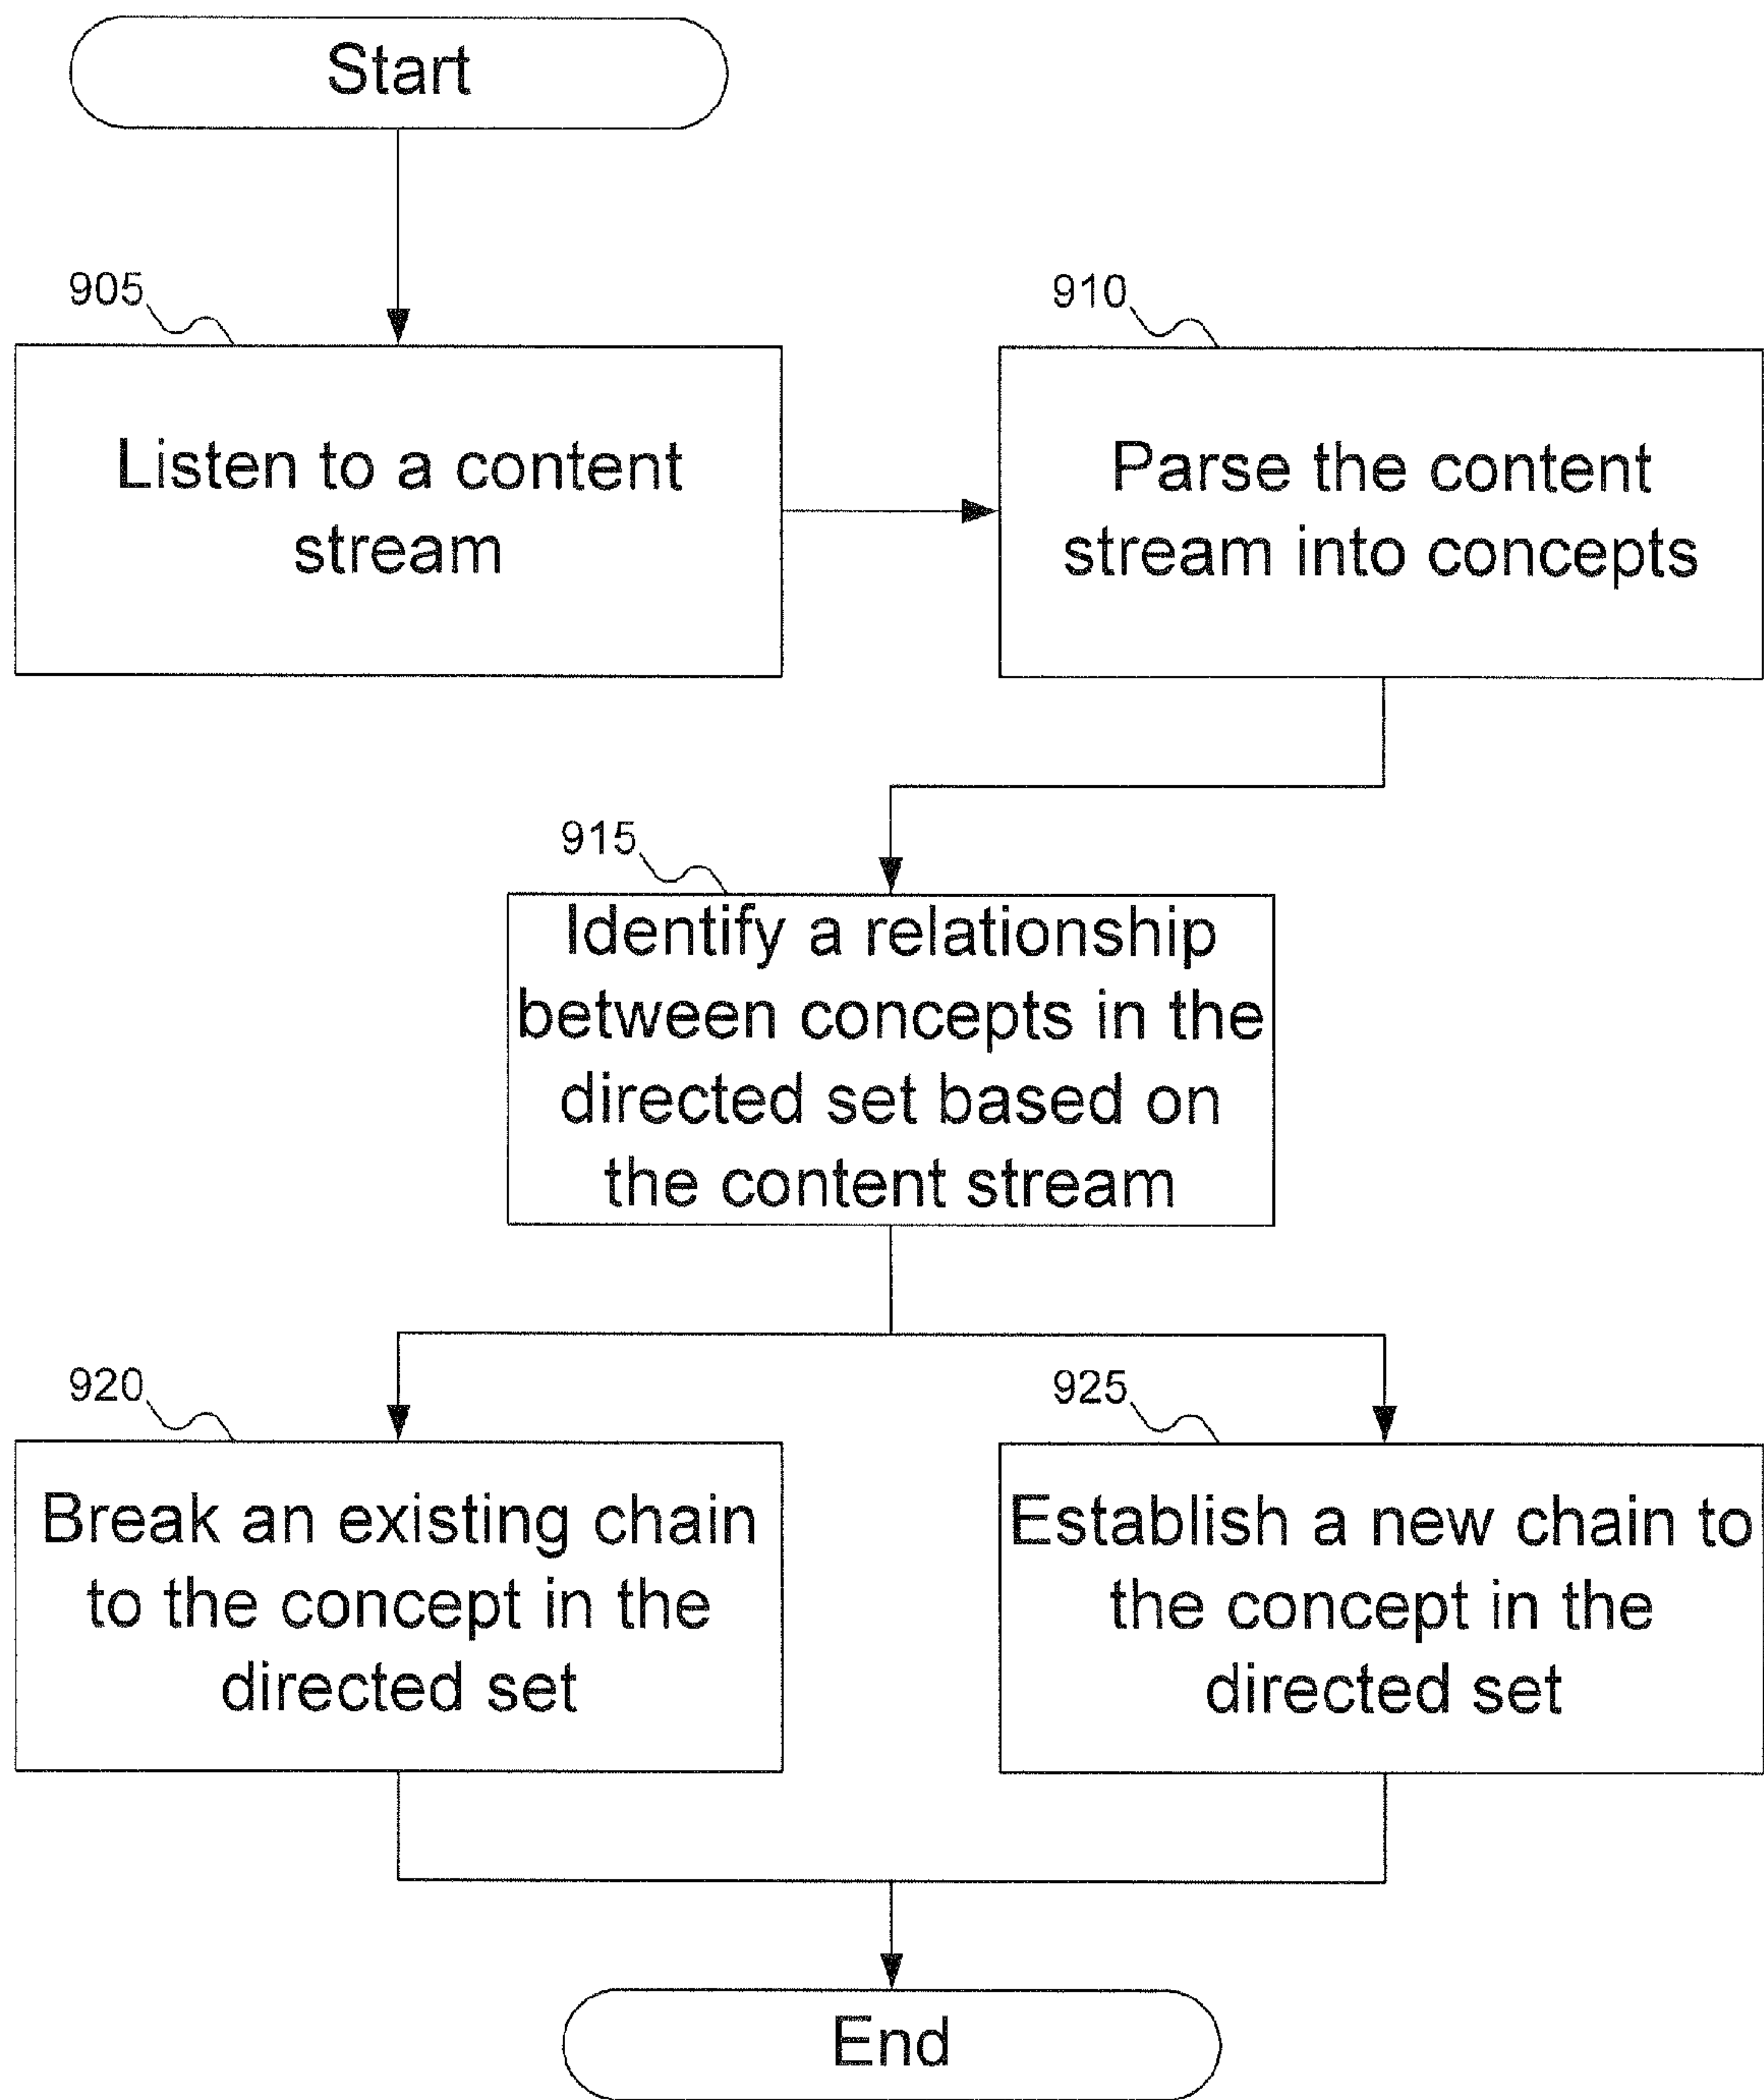 Start
905
Listen to a content
stream
910
Parse the content
stream into concepts
915
Identify a relationship
between concepts in the
directed set based on
the content stream
920
Break an existing chain
to the concept in the
directed set
925
Establish a new chain to
the concept in the
directed set
End